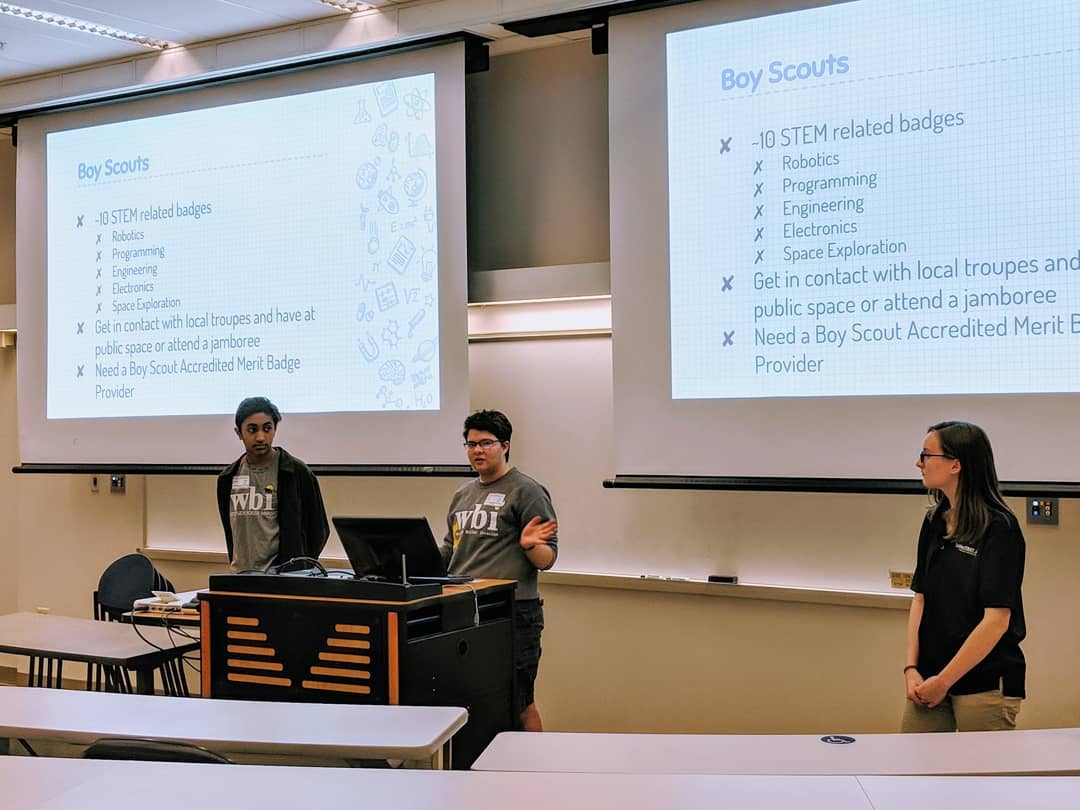 Boy Scouts
✘ ~10 STEM related badges
✗ Robotics
✗ Programming
✗ Engineering
✗ Electronics
✗ Space Exploration
✘ Get in contact with local troupes and have at
public space or attend a jamboree
✘ Need a Boy Scout Accredited Merit Badge
Provider
E=mc²
√x
H₂O
Boy Scouts
✘ ~10 STEM related badges
✗ Robotics
✗ Programming
✗ Engineering
✗ Electronics
✗ Space Exploration
✘ Get in contact with local troupes and
public space or attend a jamboree
✘ Need a Boy Scout Accredited Merit B
Provider
wbi
wbi